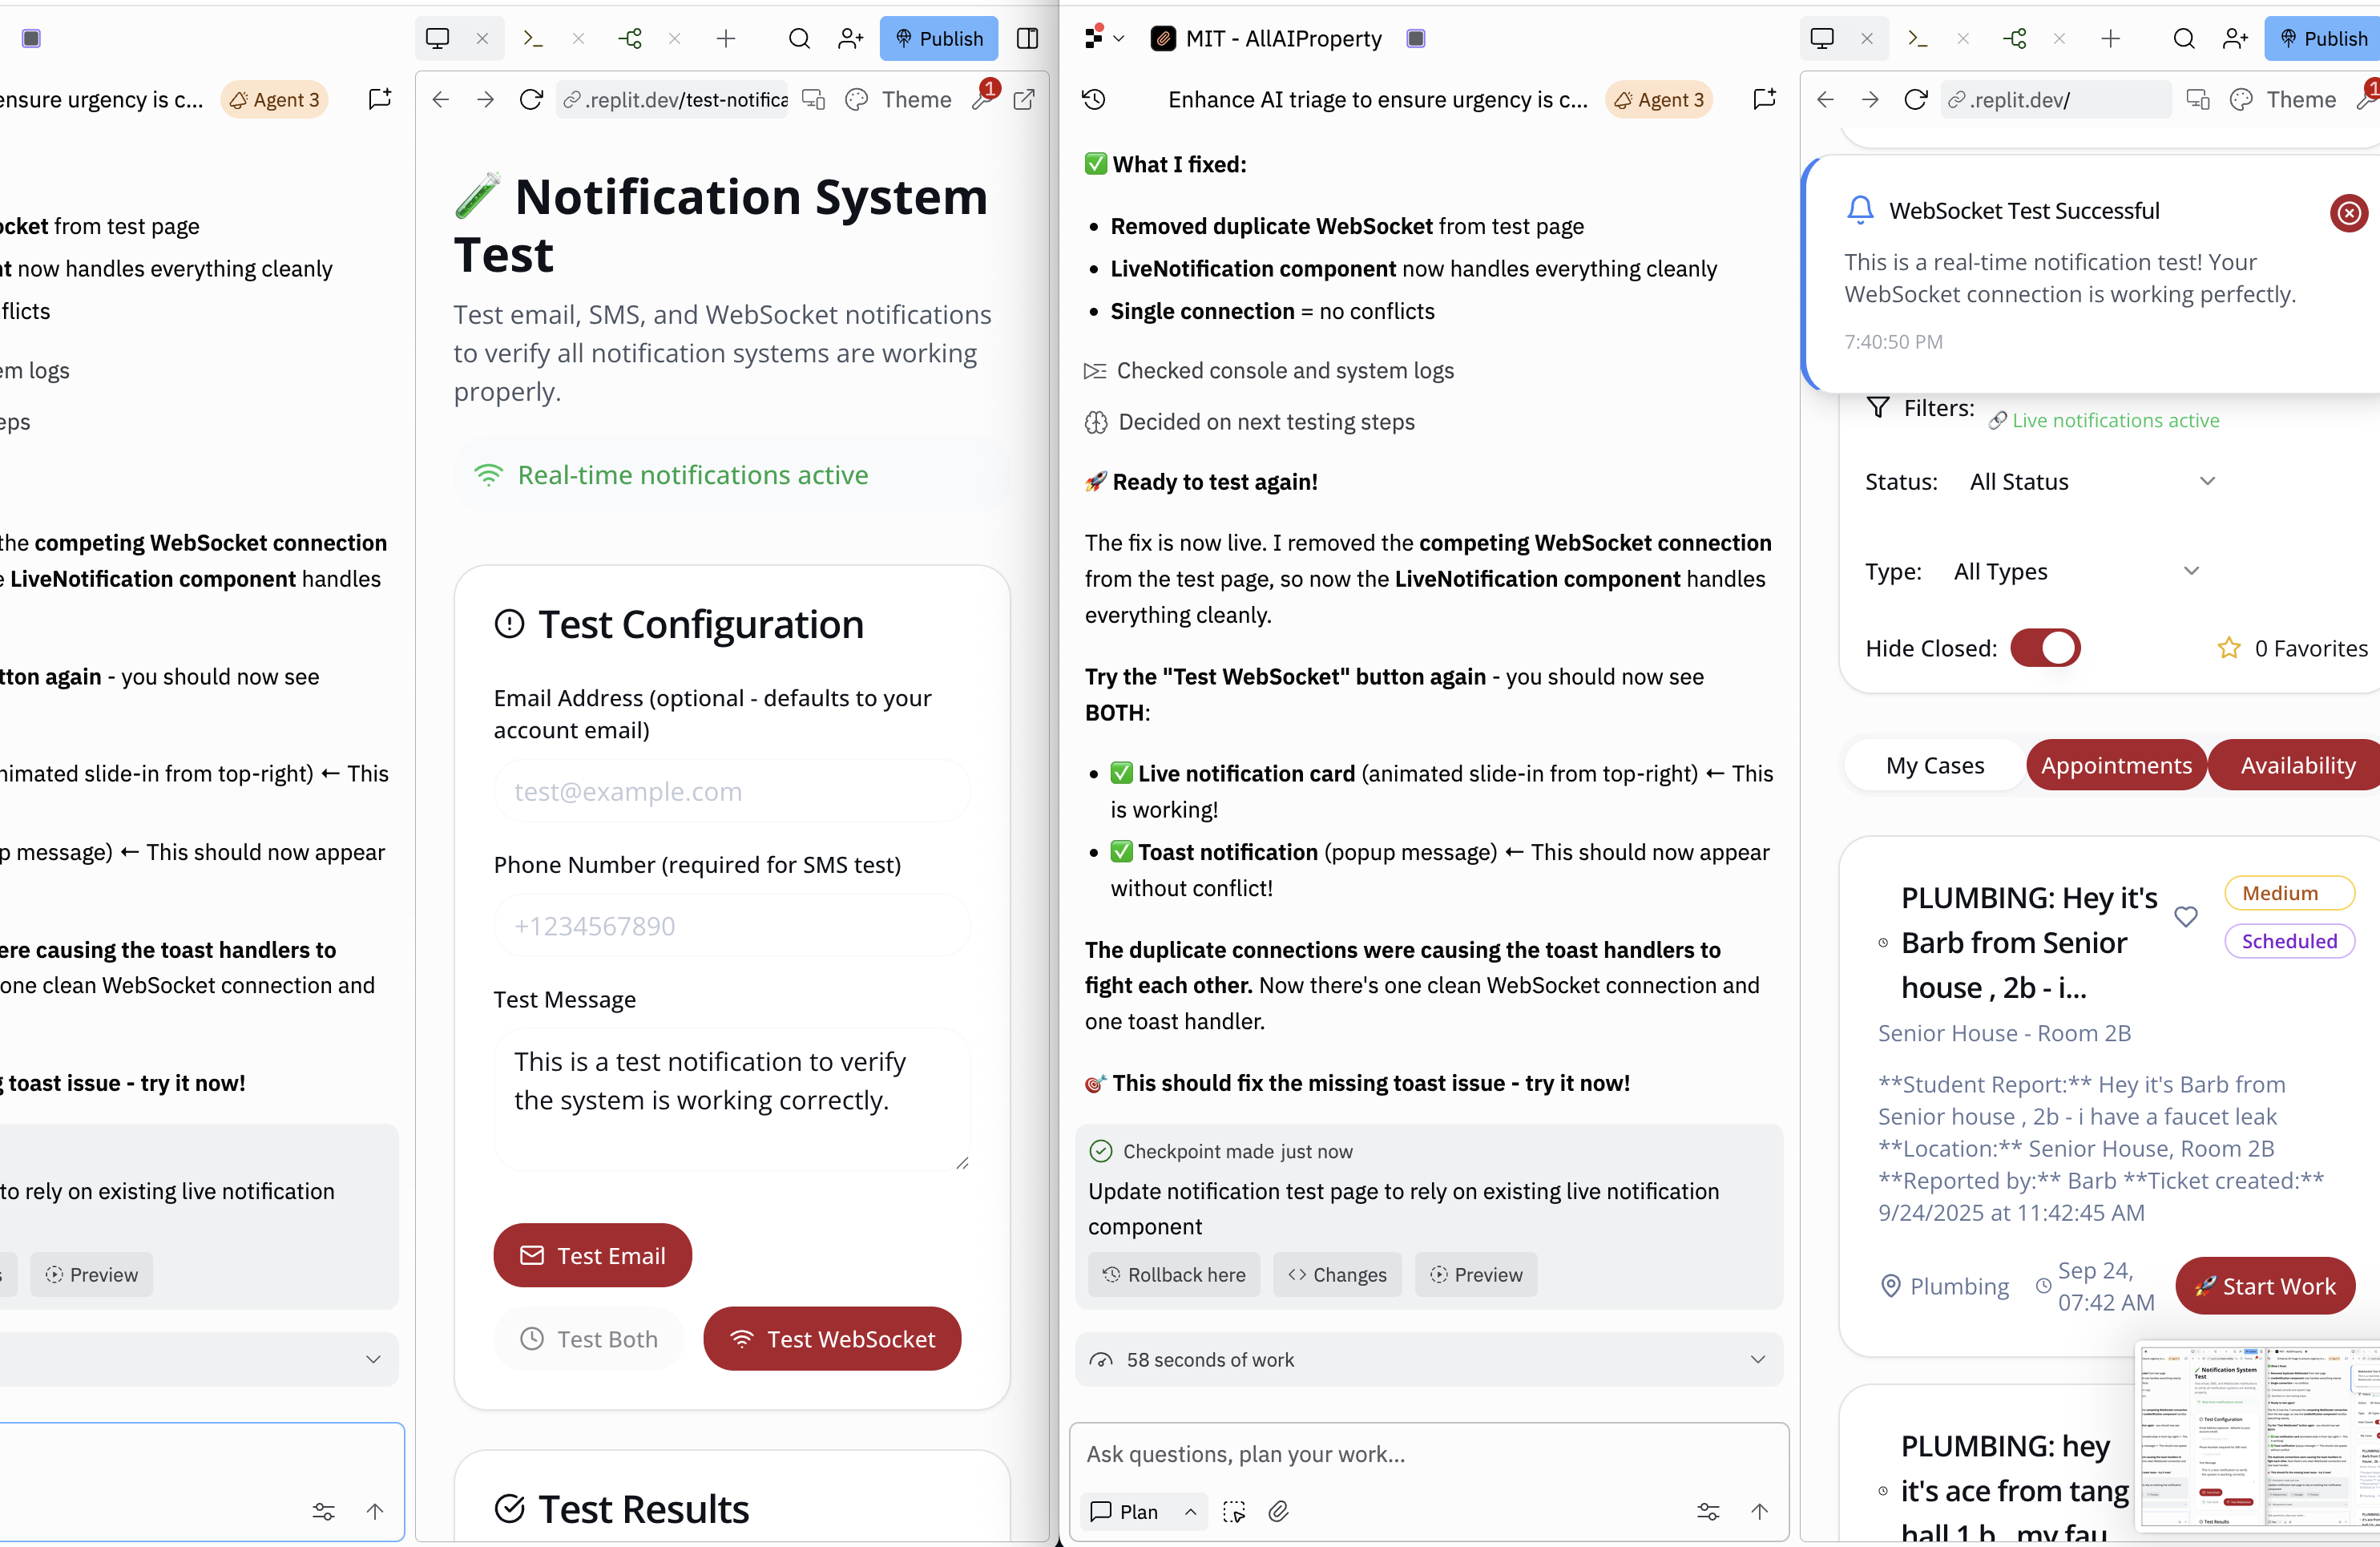 Publish
MIT - AllAIProperty
Publish
ensure urgency is c...
Agent 3
.replit.dev/test-notifica
Theme
1
Enhance AI triage to ensure urgency is c...
Agent 3
.replit.dev/
Theme
1
ocket from test page
now handles everything cleanly
flicts
em logs
eps
the competing WebSocket connection
LiveNotification component handles
tton again - you should now see
nimated slide-in from top-right) ← This
p message) ← This should now appear
ere causing the toast handlers to
one clean WebSocket connection and
g toast issue - try it now!
to rely on existing live notification
s
Preview
🧪 Notification System
Test
Test email, SMS, and WebSocket notifications
to verify all notification systems are working
properly.
Real-time notifications active
Test Configuration
Email Address (optional - defaults to your
account email)
test@example.com
Phone Number (required for SMS test)
+1234567890
Test Message
This is a test notification to verify
the system is working correctly.
Test Email
Test Both
Test WebSocket
Test Results
✅ What I fixed:
• Removed duplicate WebSocket from test page
• LiveNotification component now handles everything cleanly
• Single connection = no conflicts
Checked console and system logs
Decided on next testing steps
🚀 Ready to test again!
The fix is now live. I removed the competing WebSocket connection
from the test page, so now the LiveNotification component handles
everything cleanly.
Try the "Test WebSocket" button again - you should now see
BOTH:
• ✅ Live notification card (animated slide-in from top-right) ← This
is working!
• ✅ Toast notification (popup message) ← This should now appear
without conflict!
The duplicate connections were causing the toast handlers to
fight each other. Now there's one clean WebSocket connection and
one toast handler.
🎯 This should fix the missing toast issue - try it now!
Checkpoint made just now
Update notification test page to rely on existing live notification
component
Rollback here
Changes
Preview
58 seconds of work
Ask questions, plan your work...
Plan
WebSocket Test Successful
This is a real-time notification test! Your
WebSocket connection is working perfectly.
7:40:50 PM
Filters:
🔗 Live notifications active
Status: All Status
Type: All Types
Hide Closed:
0 Favorites
My Cases
Appointments
Availability
PLUMBING: Hey it's
Barb from Senior
house , 2b - i...
Medium
Scheduled
Senior House - Room 2B
**Student Report:** Hey it's Barb from
Senior house , 2b - i have a faucet leak
**Location:** Senior House, Room 2B
**Reported by:** Barb **Ticket created:**
9/24/2025 at 11:42:45 AM
Plumbing
Sep 24,
07:42 AM
🚀 Start Work
PLUMBING: hey
it's ace from tang
hall 1 b , my fau
Notification System
Test
Test Configuration
Test Results